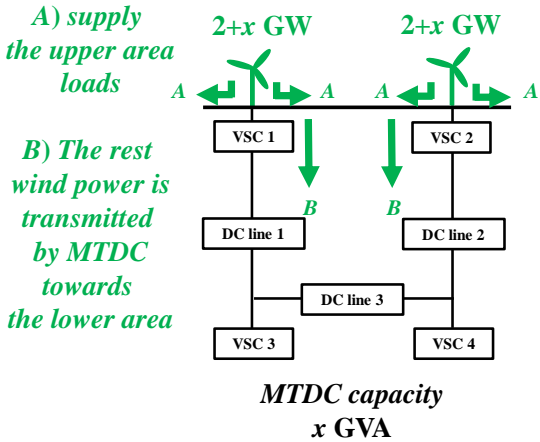 A) supply
the upper area
loads
2+x GW
2+x GW
A
A
A
A
VSC 1
VSC 2
B) The rest
wind power is
transmitted
by MTDC
towards
the lower area
B
B
DC line 1
DC line 2
DC line 3
VSC 3
VSC 4
MTDC capacity
x GVA